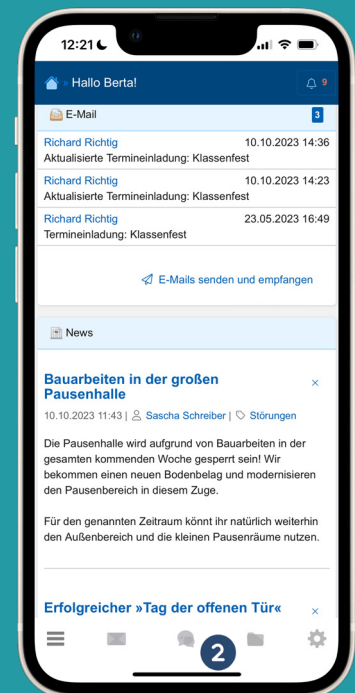 12:21
» Hallo Berta!
9
E-Mail
3
Richard Richtig 10.10.2023 14:36
Aktualisierte Termineinladung: Klassenfest
Richard Richtig 10.10.2023 14:23
Aktualisierte Termineinladung: Klassenfest
Richard Richtig 23.05.2023 16:49
Termineinladung: Klassenfest
E-Mails senden und empfangen
News
Bauarbeiten in der großen ×
Pausenhalle
10.10.2023 11:43 | Sascha Schreiber | Störungen
Die Pausenhalle wird aufgrund von Bauarbeiten in der
gesamten kommenden Woche gesperrt sein! Wir
bekommen einen neuen Bodenbelag und modernisieren
den Pausenbereich in diesem Zuge.
Für den genannten Zeitraum könnt ihr natürlich weiterhin
den Außenbereich und die kleinen Pausenräume nutzen.
Erfolgreicher »Tag der offenen Tür« ×
2